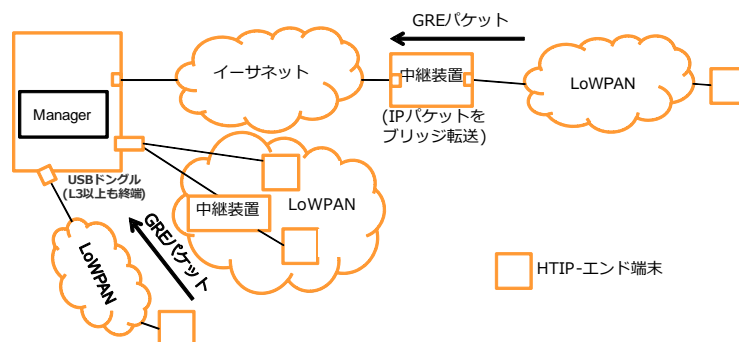 GREパケット
イーサネット
中継装置
LoWPAN
(IPパケットを
ブリッジ転送)
Manager
USBドングル
(L3以上も終端)
中継装置
LoWPAN
GREパケット
LoWPAN
HTIP-エンド端末